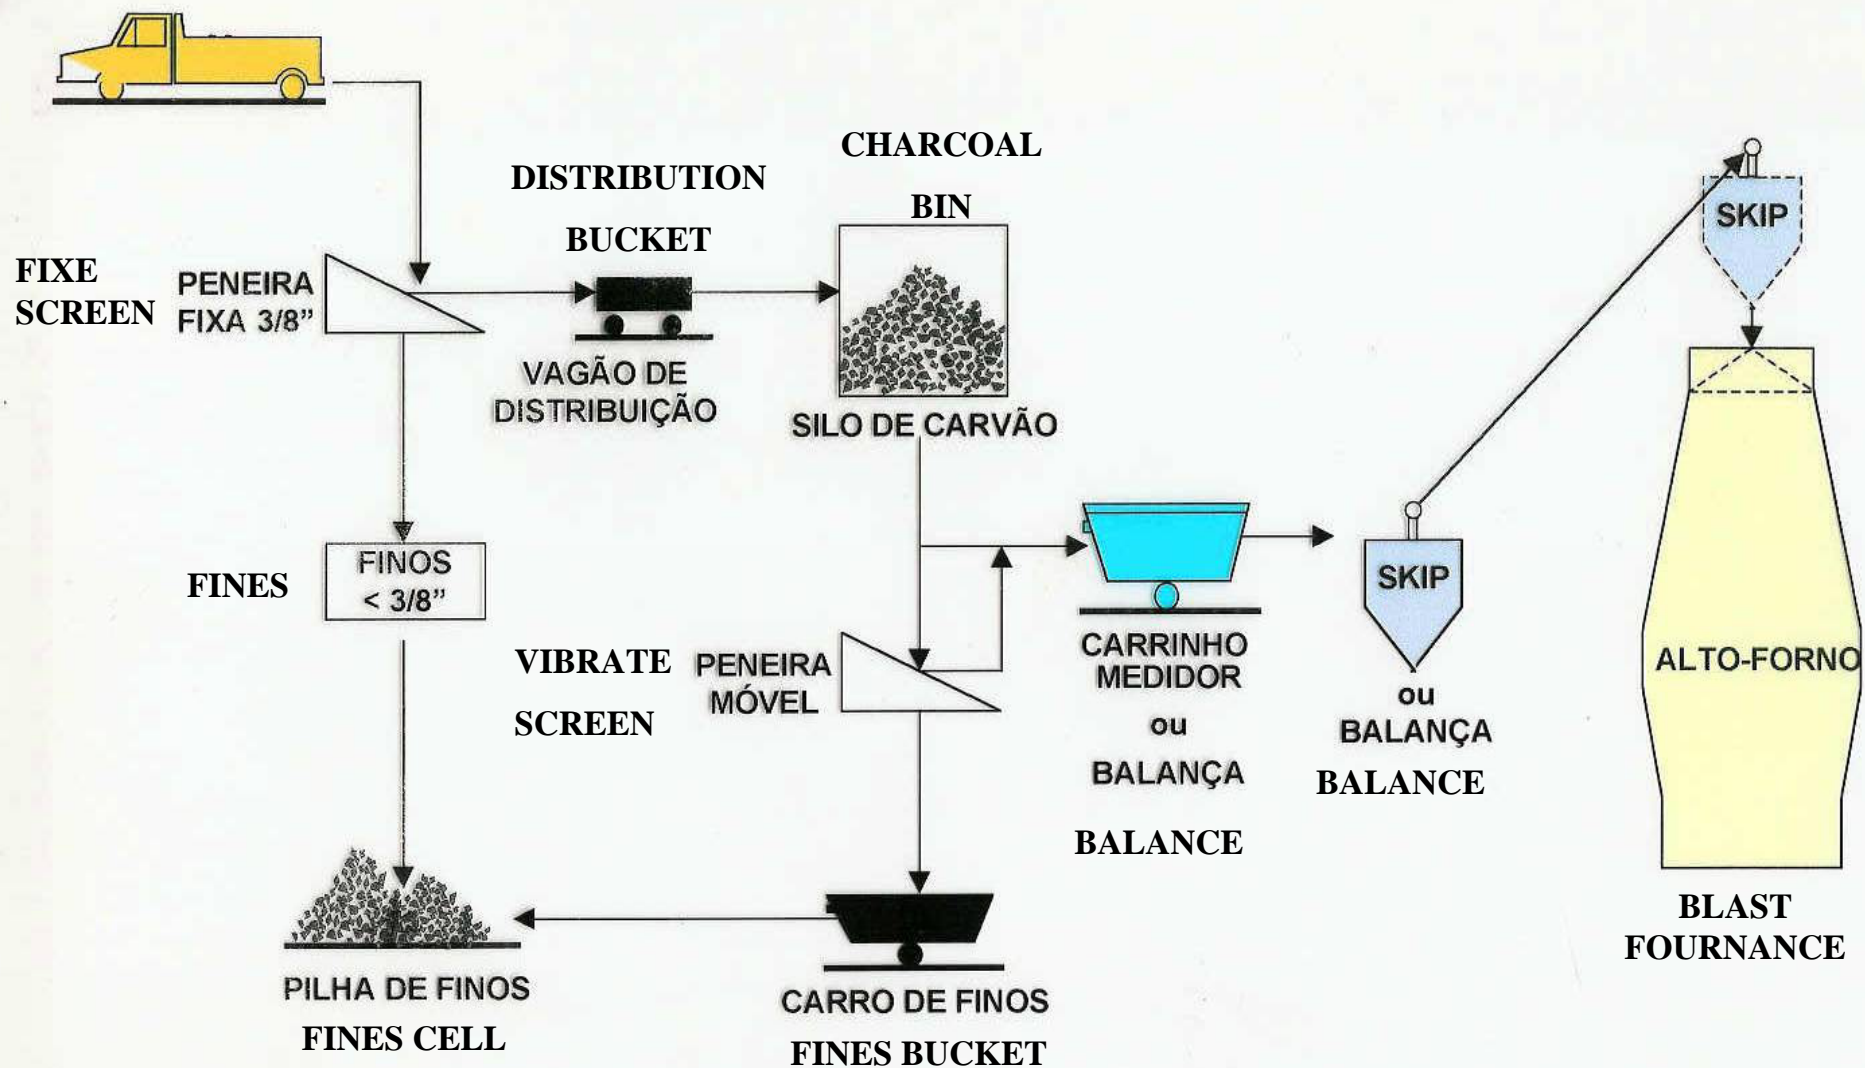 CHARCOAL
BIN
DISTRIBUTION
BUCKET
SKIP
FIXE
SCREEN
PENEIRA
FIXA 3/8”
VAGÃO DE
DISTRIBUIÇÃO
SILO DE CARVÃO
FINES
FINOS
< 3/8”
SKIP
VIBRATE
SCREEN
PENEIRA
MÓVEL
CARRINHO
MEDIDOR
ou
BALANÇA
BALANCE
ou
BALANÇA
BALANCE
ALTO-FORNO
BLAST
FOURNANCE
PILHA DE FINOS
FINES CELL
CARRO DE FINOS
FINES BUCKET